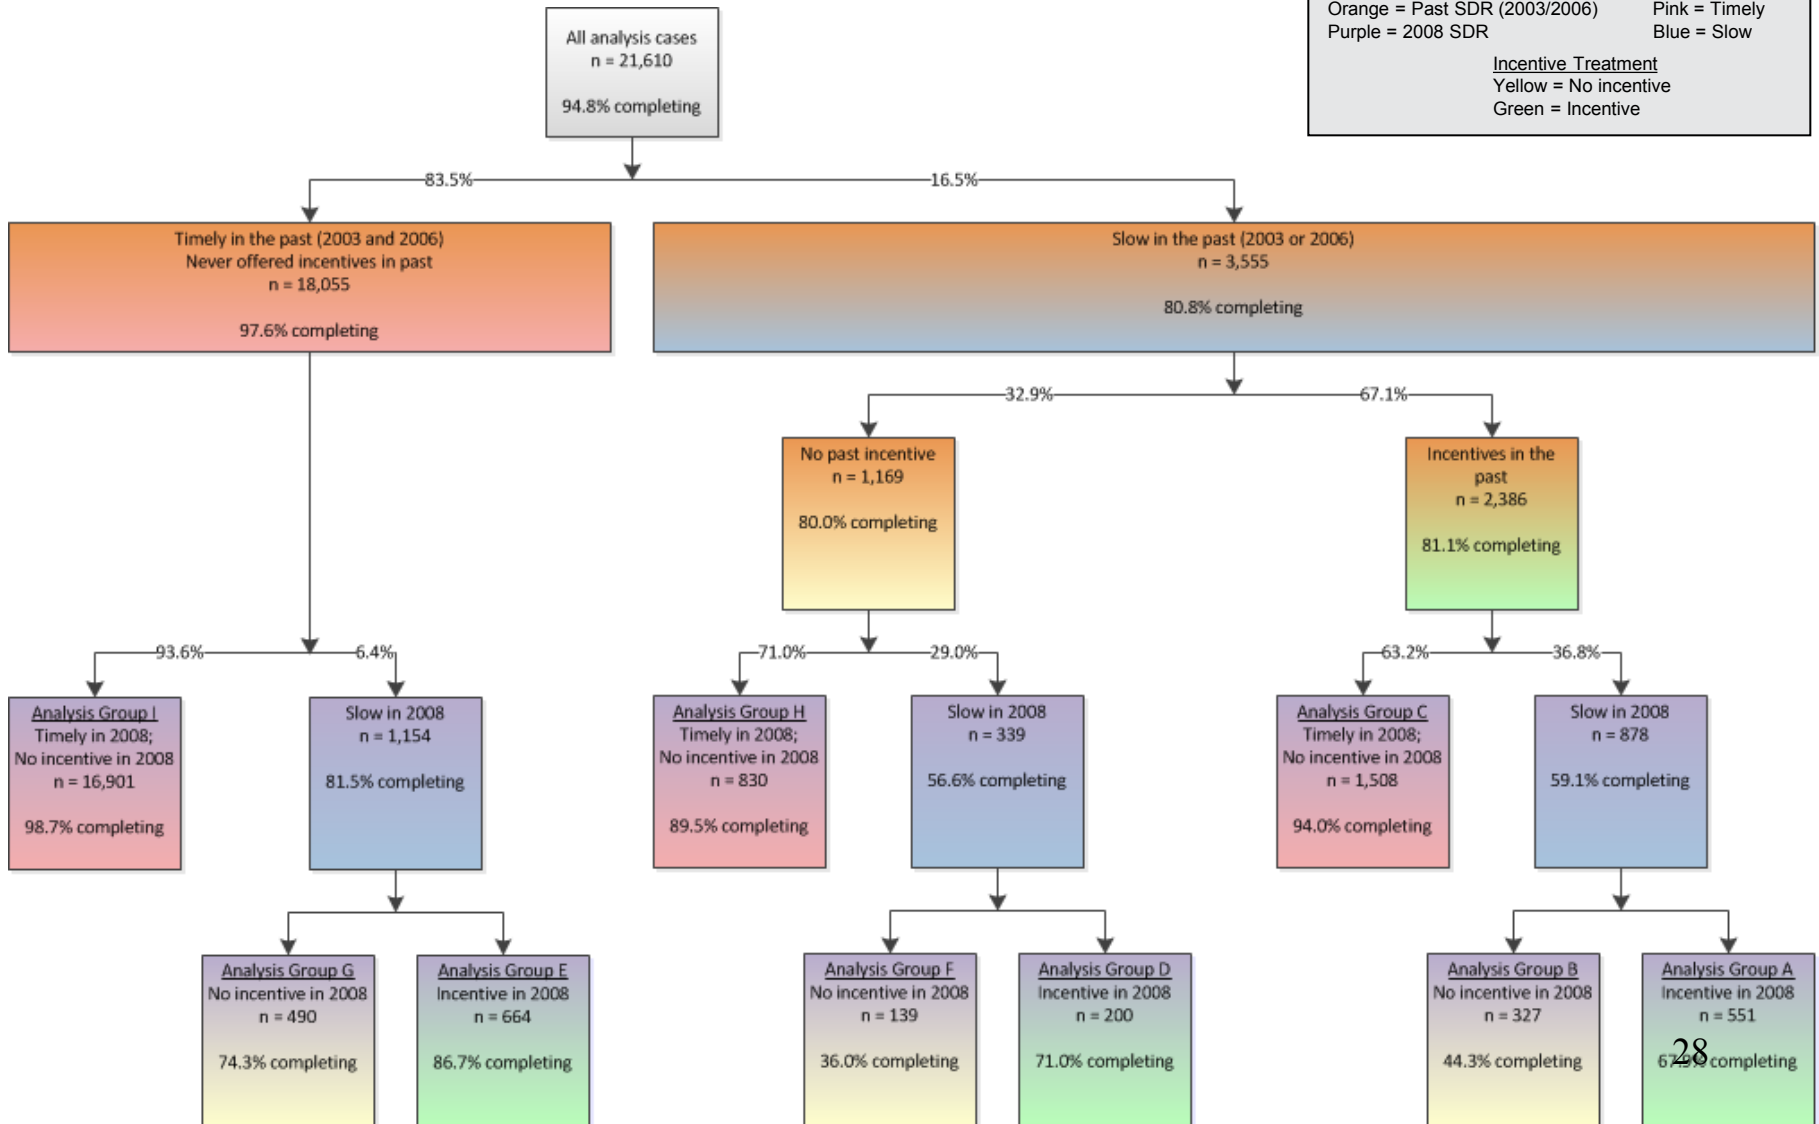 Orange = Past SDR (2003/2006) Pink = Timely
Purple = 2008 SDR Blue = Slow
Incentive Treatment
Yellow = No incentive
Green = Incentive
All analysis cases
n = 21,610
94.8% completing
83.5%
16.5%
Timely in the past (2003 and 2006)
Never offered incentives in past
n = 18,055
97.6% completing
Slow in the past (2003 or 2006)
n = 3,555
80.8% completing
32.9%
67.1%
No past incentive
n = 1,169
80.0% completing
Incentives in the
past
n = 2,386
81.1% completing
93.6%
6.4%
71.0%
29.0%
63.2%
36.8%
Analysis Group I
Timely in 2008;
No incentive in 2008
n = 16,901
98.7% completing
Slow in 2008
n = 1,154
81.5% completing
Analysis Group H
Timely in 2008;
No incentive in 2008
n = 830
89.5% completing
Slow in 2008
n = 339
56.6% completing
Analysis Group C
Timely in 2008;
No incentive in 2008
n = 1,508
94.0% completing
Slow in 2008
n = 878
59.1% completing
Analysis Group G
No incentive in 2008
n = 490
74.3% completing
Analysis Group E
Incentive in 2008
n = 664
86.7% completing
Analysis Group F
No incentive in 2008
n = 139
36.0% completing
Analysis Group D
Incentive in 2008
n = 200
71.0% completing
Analysis Group B
No incentive in 2008
n = 327
44.3% completing
Analysis Group A
Incentive in 2008
n = 551
67.9% completing
28